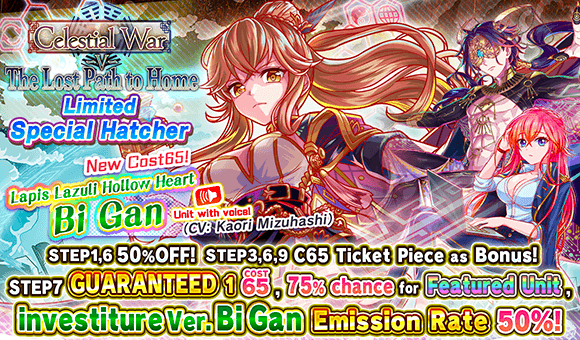 Celestial War
The Lost Path to Home
Limited
Special Hatcher
New Cost65!
Lapis Lazuli Hollow Heart
Bi Gan
Unit with voice!
(CV: Kaori Mizuhashi)
STEP1,6 50%OFF! STEP3,6,9 C65 Ticket Piece as Bonus!
STEP7 GUARANTEED 1 COST 65, 75% chance for Featured Unit,
investiture Ver. Bi Gan Emission Rate 50%!